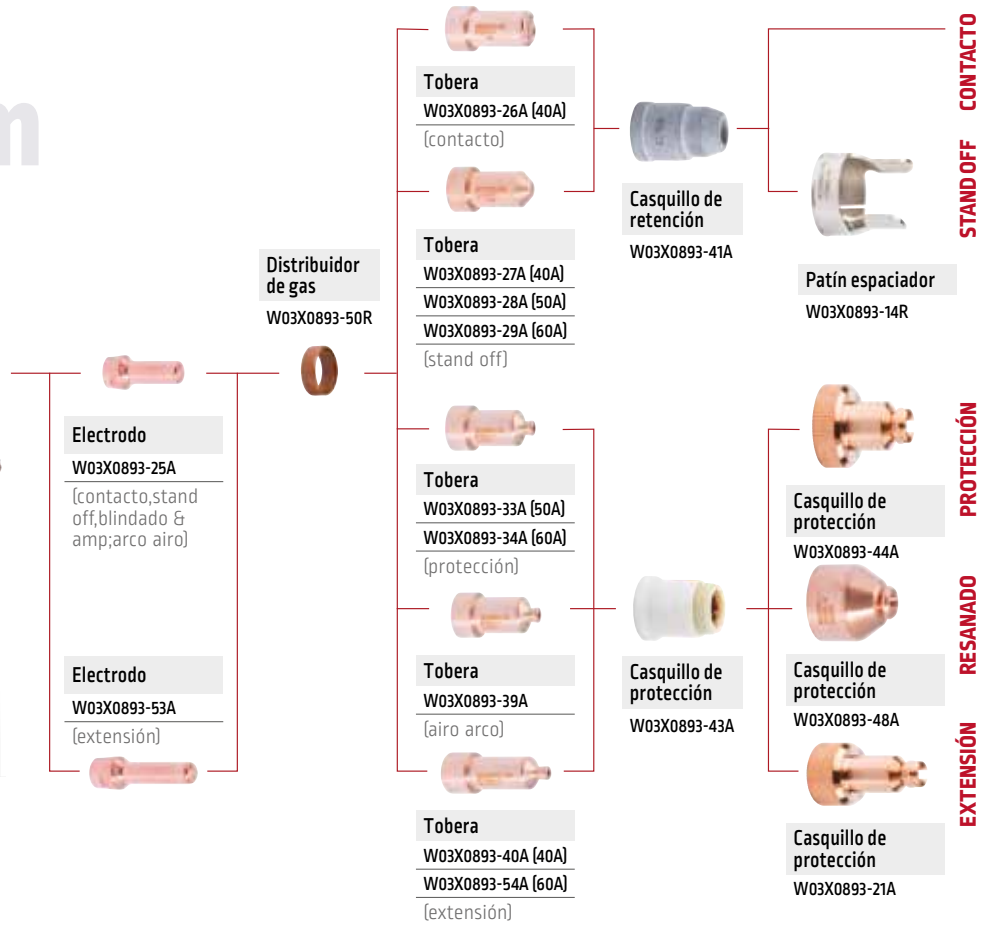 m
Distribuidor
de gas
W03X0893-50R
Electrodo
W03X0893-25A
(contacto,stand
off,blindado &
amp;arco airo)
Electrodo
W03X0893-53A
(extensión)
Tobera
W03X0893-26A (40A)
(contacto)
Tobera
W03X0893-27A (40A)
W03X0893-28A (50A)
W03X0893-29A (60A)
(stand off)
Tobera
W03X0893-33A (50A)
W03X0893-34A (60A)
(protección)
Tobera
W03X0893-39A
(airo arco)
Tobera
W03X0893-40A (40A)
W03X0893-54A (60A)
(extensión)
Casquillo de
retención
W03X0893-41A
Casquillo de
protección
W03X0893-43A
Patín espaciador
W03X0893-14R
Casquillo de
protección
W03X0893-44A
Casquillo de
protección
W03X0893-48A
Casquillo de
protección
W03X0893-21A
CONTACTO
STAND OFF
PROTECCIÓN
RESANADO
EXTENSIÓN